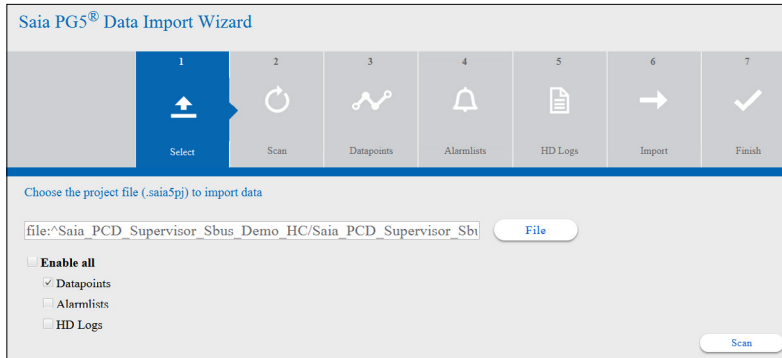 Saia PG5® Data Import Wizard
1 2 3 4 5 6 7
Select Scan Datapoints Alarmlists HD Logs Import Finish
Choose the project file (.saia5pj) to import data
file:^Saia_PCD_Supervisor_Sbus_Demo_HC/Saia_PCD_Supervisor_Sbu File
Enable all
Datapoints
Alarmlists
HD Logs
Scan